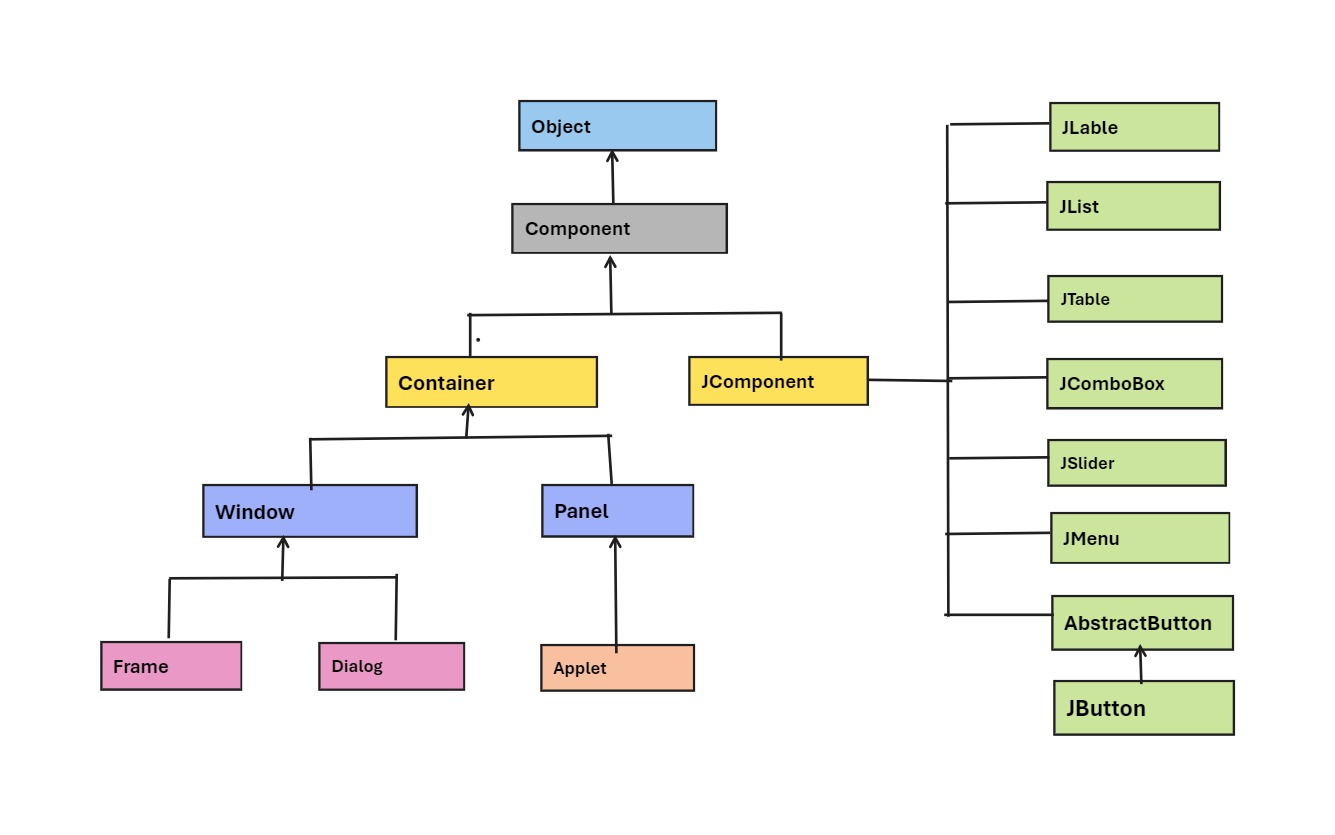 Object
Component
Container
JComponent
Window
Panel
Frame
Dialog
Applet
JLable
JList
JTable
JComboBox
JSlider
JMenu
AbstractButton
JButton